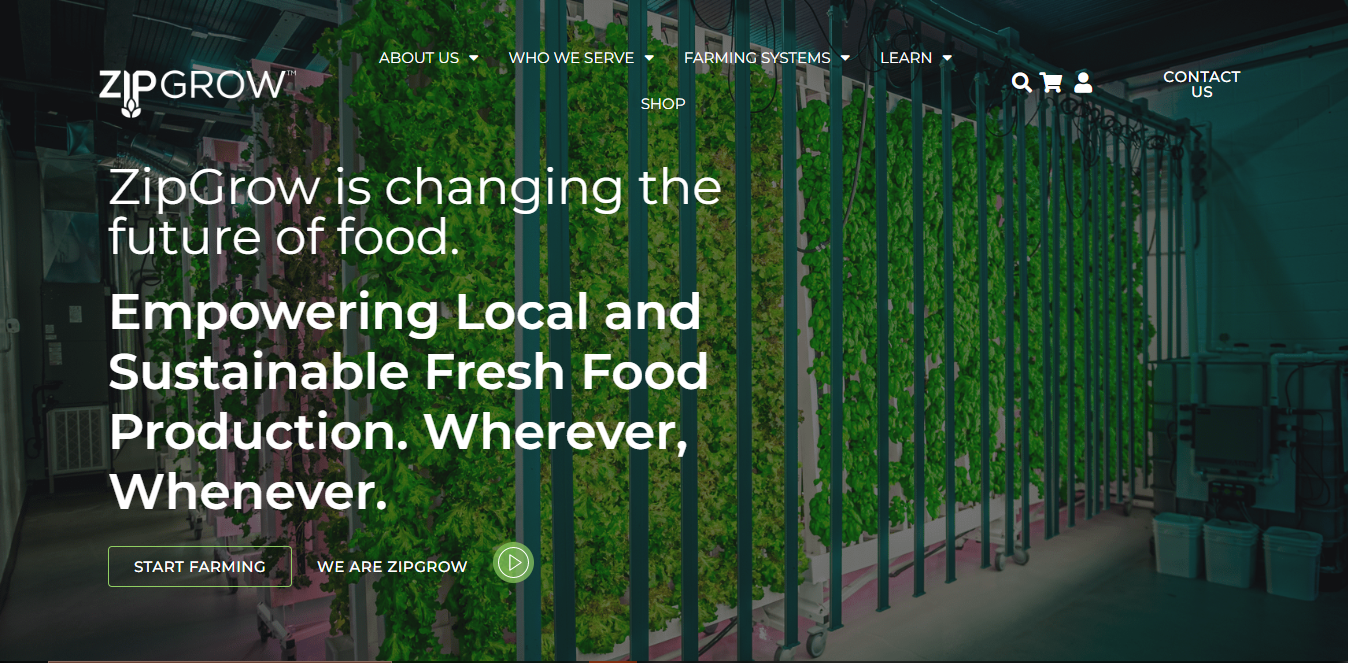 ABOUT US
WHO WE SERVE
FARMING SYSTEMS
LEARN
ZIPGROW™
SHOP
CONTACT
US
ZipGrow is changing the
future of food.
Empowering Local and
Sustainable Fresh Food
Production. Wherever,
Whenever.
START FARMING
WE ARE ZIPGROW